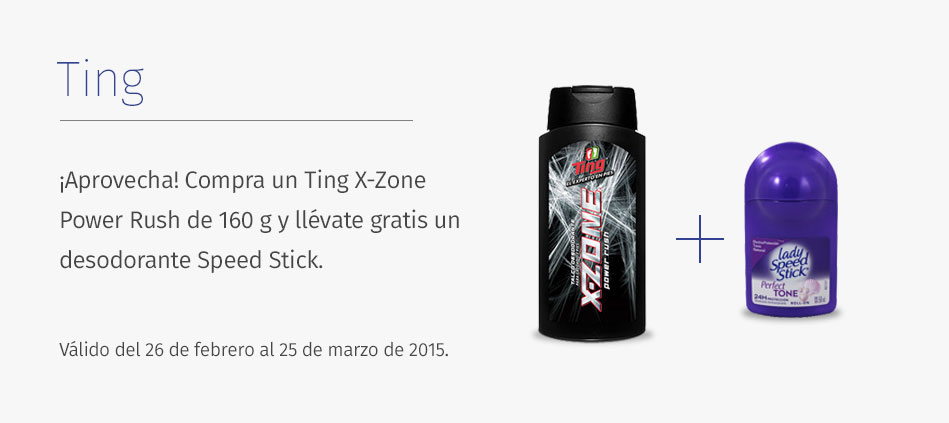 Ting
¡Aprovecha! Compra un Ting X-Zone
Power Rush de 160 g y llévate gratis un
desodorante Speed Stick.
Válido del 26 de febrero al 25 de marzo de 2015.
Ting
EL EXPERTO EN PIES
X-ZONE
power rush
TALCO DESODORANTE
lady
Speed
Stick
Perfect
TONE
24H